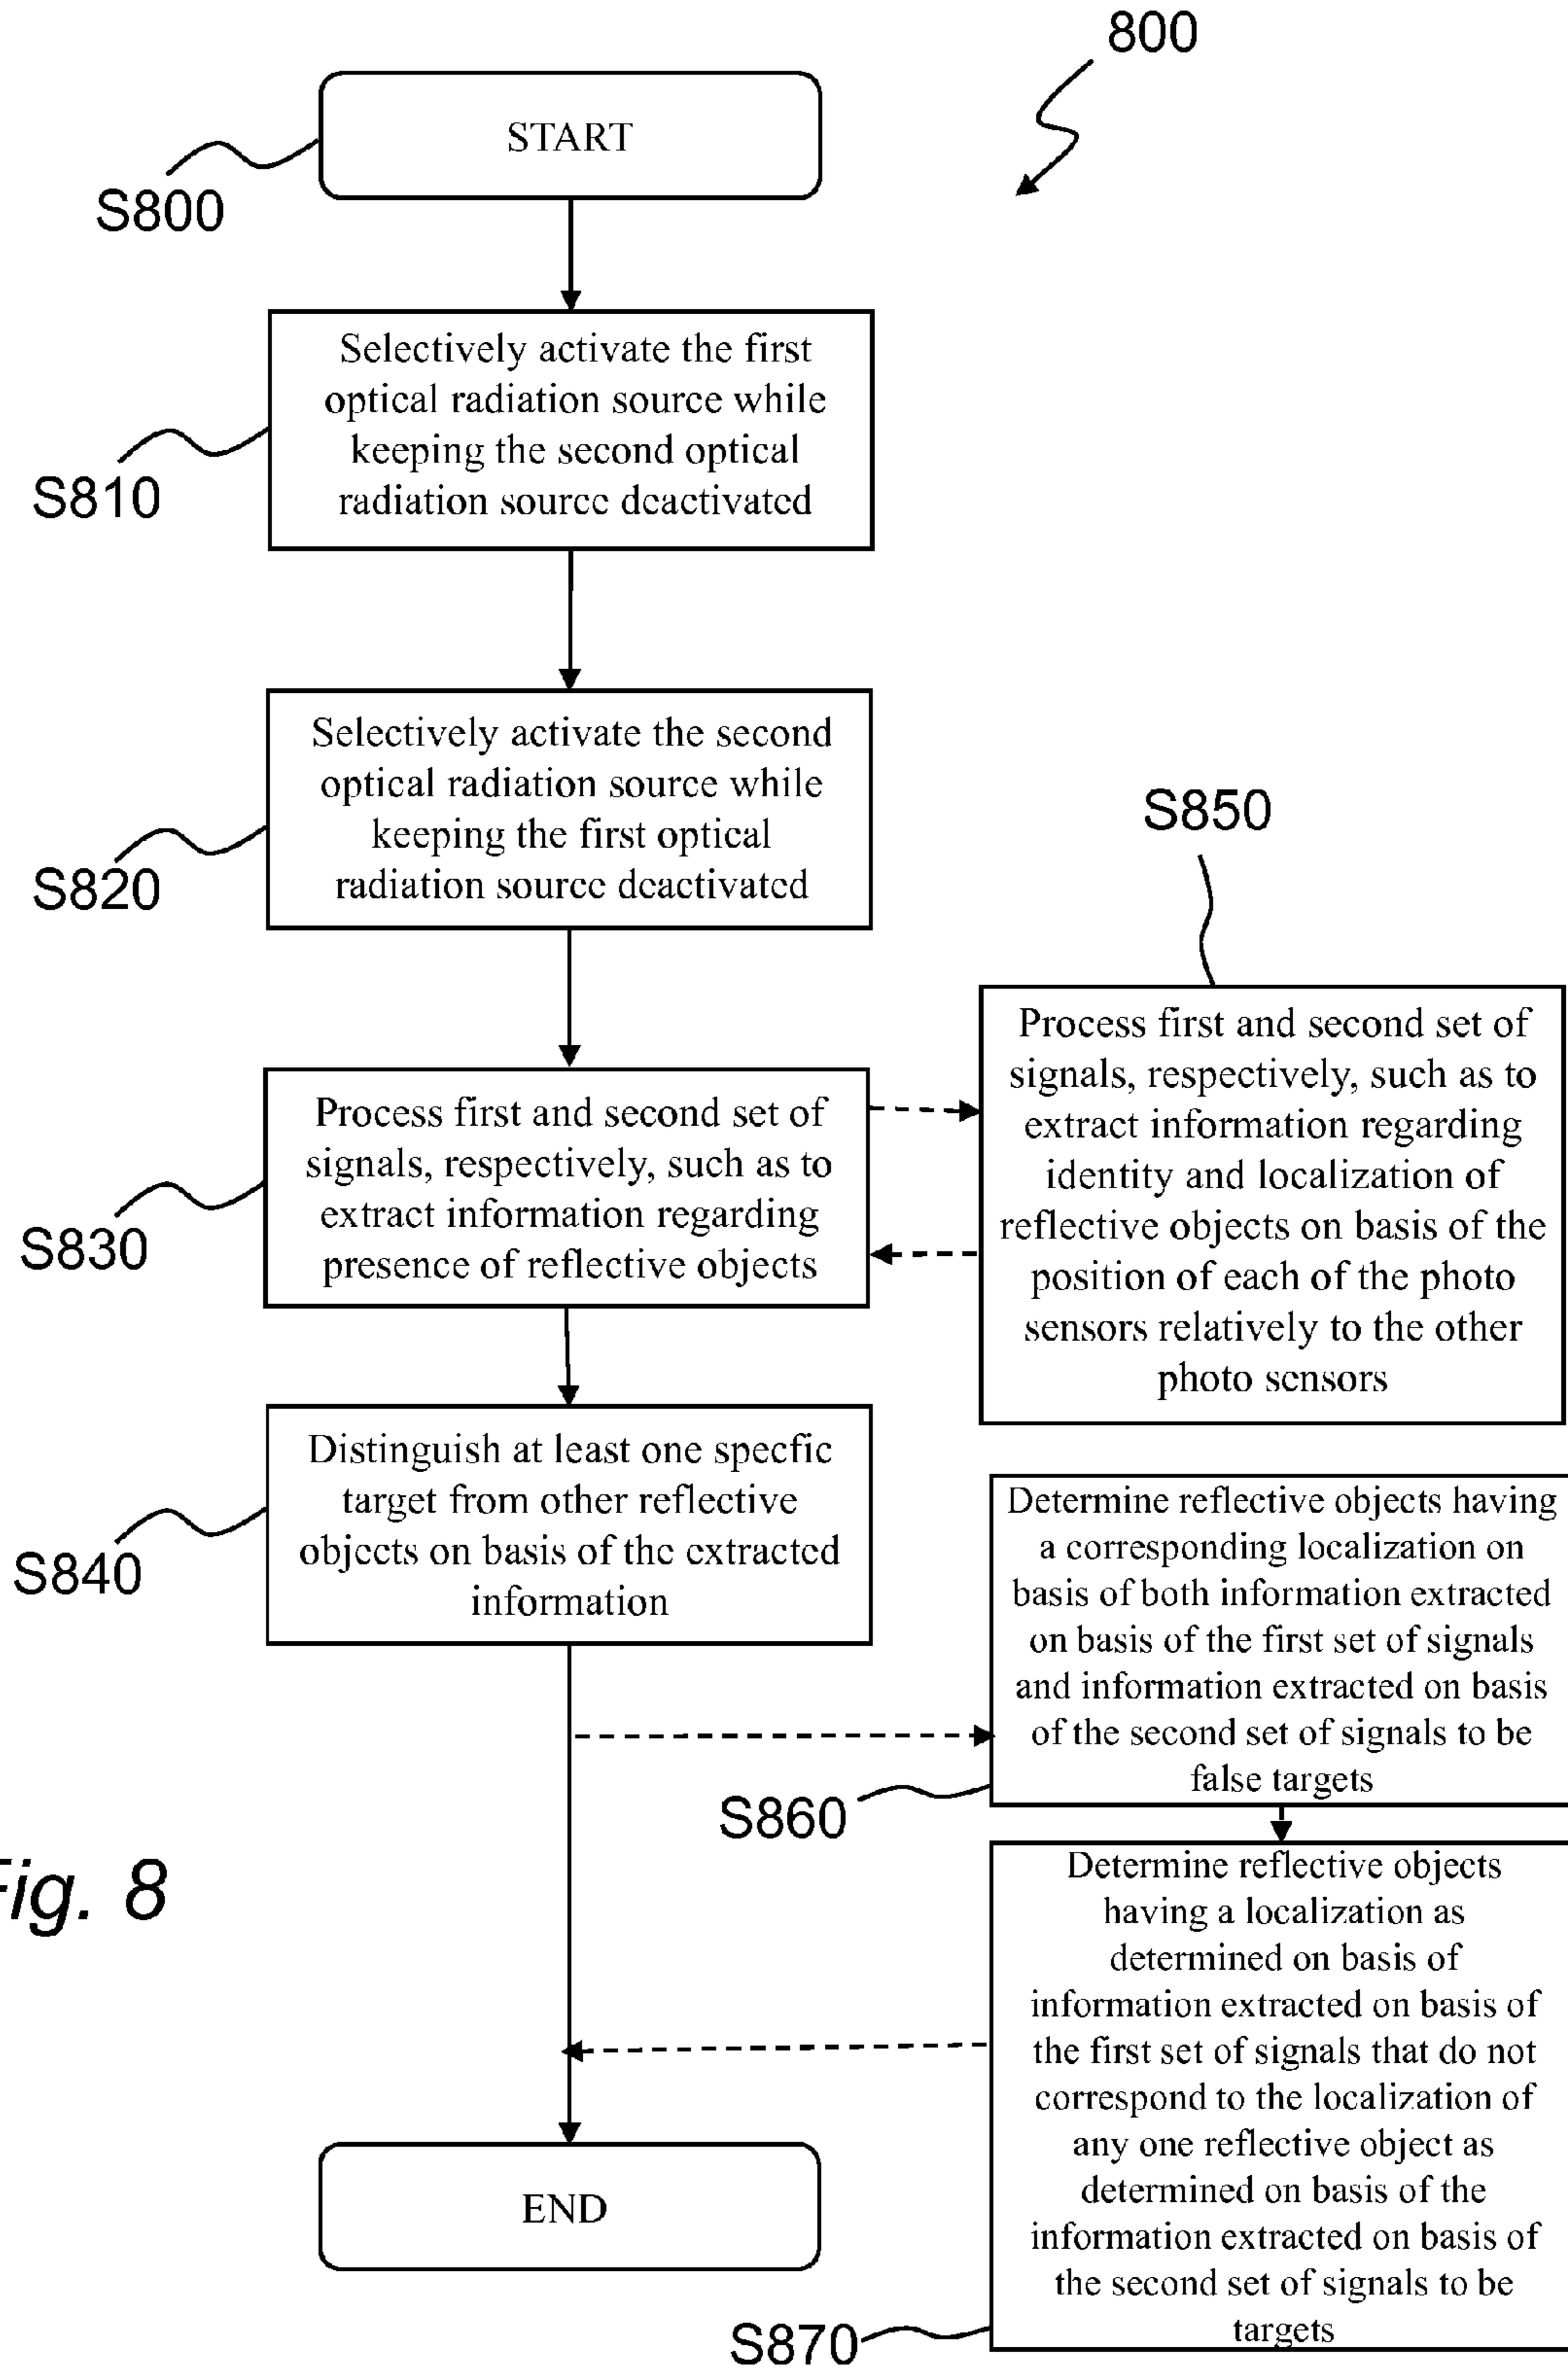 800
START
S800
Selectively activate the first
optical radiation source while
keeping the second optical
radiation source deactivated
S810
Selectively activate the second
optical radiation source while
keeping the first optical
radiation source deactivated
S820
S850
Process first and second set of
signals, respectively, such as to
extract information regarding
presence of reflective objects
S830
Process first and second set of
signals, respectively, such as to
extract information regarding
identity and localization of
reflective objects on basis of the
position of each of the photo
sensors relatively to the other
photo sensors
Distinguish at least one specfic
target from other reflective
objects on basis of the extracted
information
S840
Determine reflective objects having
a corresponding localization on
basis of both information extracted
on basis of the first set of signals
and information extracted on basis
of the second set of signals to be
false targets
S860
Fig. 8
Determine reflective objects
having a localization as
determined on basis of
information extracted on basis of
the first set of signals that do not
correspond to the localization of
any one reflective object as
determined on basis of the
information extracted on basis of
the second set of signals to be
targets
S870
END